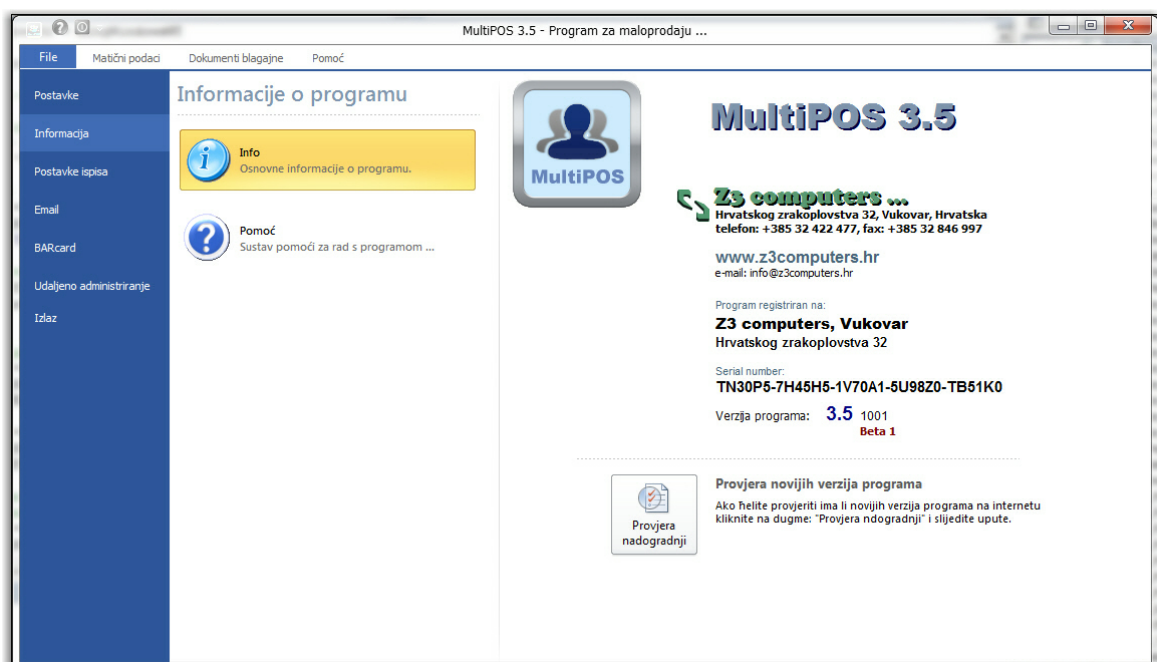 MultiPOS 3.5 - Program za maloprodaju ...
File
Matični podaci
Dokumenti blagajne
Pomoć
Postavke
Informacija
Postavke ispisa
Email
BARcard
Udaljeno administriranje
Izlaz
Informacije o programu
Info
Osnovne informacije o programu.
Pomoć
Sustav pomoći za rad s programom ...
MultiPOS
MultiPOS 3.5
Z3 computers ...
Hrvatskog zrakoplovstva 32, Vukovar, Hrvatska
telefon: +385 32 422 477, fax: +385 32 846 997
www.z3computers.hr
e-mail: info@z3computers.hr
Program registriran na:
Z3 computers, Vukovar
Hrvatskog zrakoplovstva 32
Serial number:
TN30P5-7H45H5-1V70A1-5U98Z0-TB51K0
Verzija programa: 3.5 1001
Beta 1
Provjera nadogradnji
Provjera novijih verzija programa
Ako ħelite provjeriti ima li novijih verzija programa na internetu
kliknite na dugme: "Provjera ndogradnji" i slijedite upute.